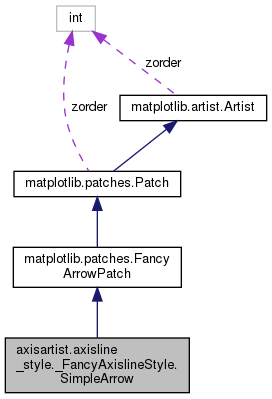 int
zorder
zorder
matplotlib.artist.Artist
matplotlib.patches.Patch
matplotlib.patches.Fancy
ArrowPatch
axisartist.axisline
_style._FancyAxislineStyle.
SimpleArrow